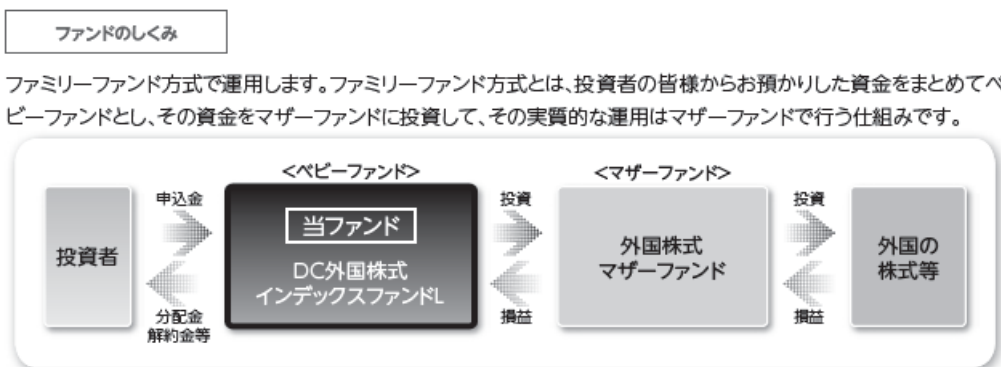 ファンドのしくみ
ファミリーファンド方式で運用します。ファミリーファンド方式とは、投資者の皆様からお預かりした資金をまとめてベ
ビーファンドとし、その資金をマザーファンドに投資して、その実質的な運用はマザーファンドで行う仕組みです。
<ベビーファンド>
<マザーファンド>
投資者
申込金
分配金
解約金等
当ファンド
DC外国株式
インデックスファンドL
投資
損益
外国株式
マザーファンド
投資
損益
外国の
株式等